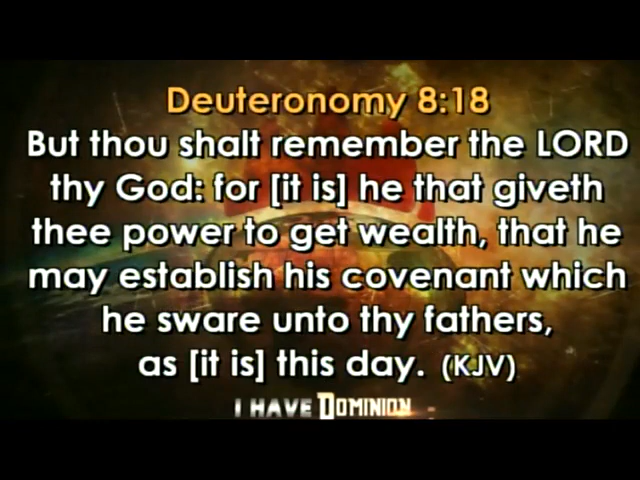 Deuteronomy 8:18
But thou shalt remember the LORD
thy God: for [it is] he that giveth
thee power to get wealth, that he
may establish his covenant which
he sware unto thy fathers,
as [it is] this day. (KJV)
I HAVE DOMINION